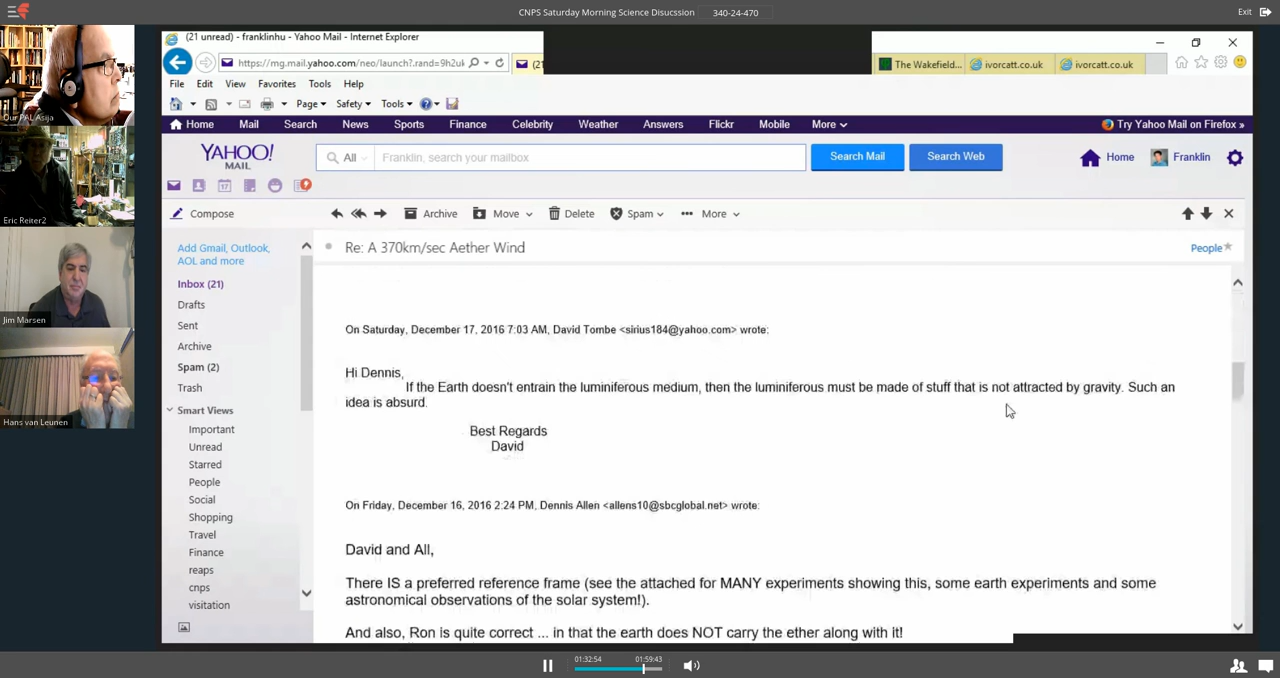 CNPS Saturday Morning Science Disucssion 340-24-470
Exit
(21 unread) - franklinhu - Yahoo Mail - Internet Explorer
https://mg.mail.yahoo.com/neo/launch?.rand=9h2uk
(21
The Wakefield...
ivorcatt.co.uk
ivorcatt.co.uk
File Edit View Favorites Tools Help
Page Safety Tools
Home Mail Search News Sports Finance Celebrity Weather Answers Flickr Mobile More
Try Yahoo Mail on Firefox »
YAHOO!
MAIL
All
Franklin, search your mailbox
Search Mail
Search Web
Home
Franklin
17
Compose
Archive Move Delete Spam More
Add Gmail, Outlook,
AOL and more
Inbox (21)
Drafts
Sent
Archive
Spam (2)
Trash
Smart Views
Important
Unread
Starred
People
Social
Shopping
Travel
Finance
reaps
cnps
visitation
Re: A 370km/sec Aether Wind
People
On Saturday, December 17, 2016 7:03 AM, David Tombe <sirius184@yahoo.com> wrote:
Hi Dennis,
If the Earth doesn't entrain the luminiferous medium, then the luminiferous must be made of stuff that is not attracted by gravity. Such an
idea is absurd.
Best Regards
David
On Friday, December 16, 2016 2:24 PM, Dennis Allen <allens10@sbcglobal.net> wrote:
David and All,
There IS a preferred reference frame (see the attached for MANY experiments showing this, some earth experiments and some
astronomical observations of the solar system!).
And also, Ron is quite correct ... in that the earth does NOT carry the ether along with it!
Our PAL Asija
Eric Reiter2
Jim Marsen
Hans van Leunen
01:32:54
01:59:43